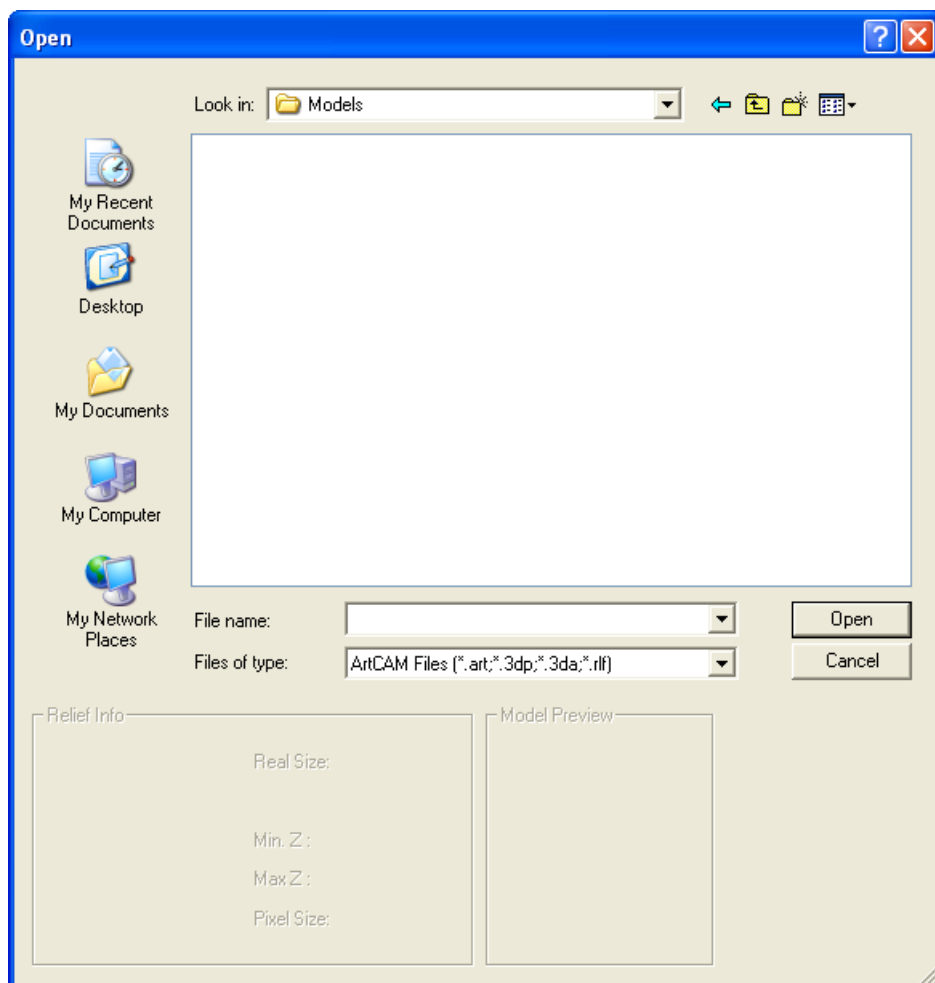 Open
Look in: Models
My Recent
Documents
Desktop
My Documents
My Computer
My Network
Places
File name:
Open
Files of type: ArtCAM Files (*.art;*.3dp;*.3da;*.rlf)
Cancel
Relief Info
Model Preview
Real Size:
Min. Z :
Max Z :
Pixel Size: